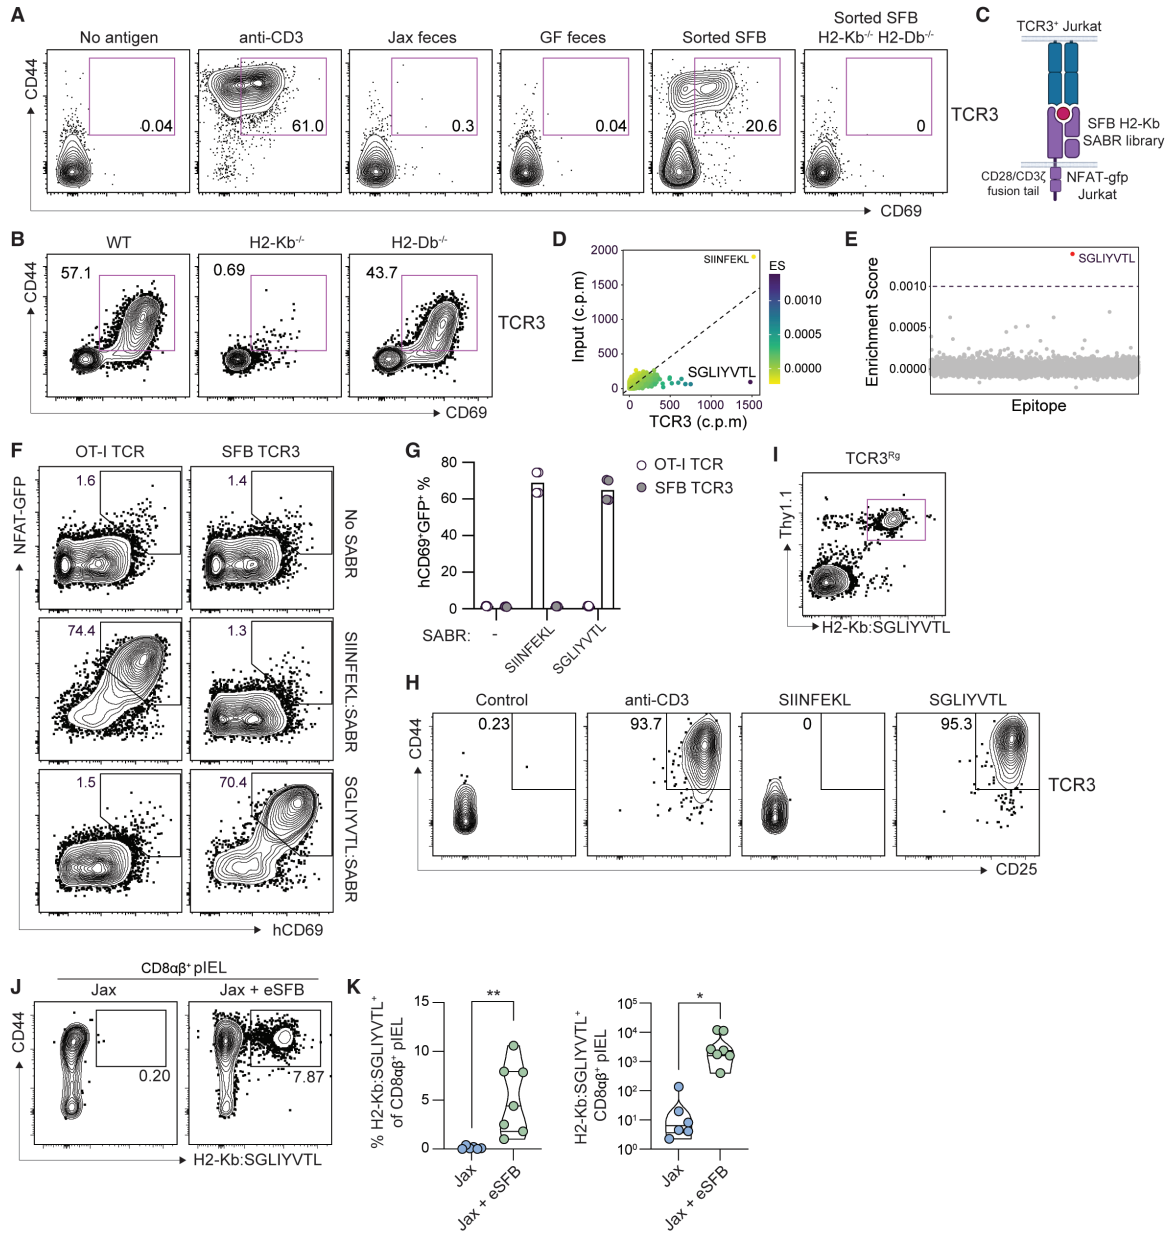 A
No antigen
anti-CD3
Jax feces
GF feces
Sorted SFB
Sorted SFB
H2-Kb-/- H2-Db-/-
CD44
0.04
61.0
0.3
0.04
20.6
0
TCR3
CD69
C
TCR3+ Jurkat
SFB H2-Kb
SABR library
CD28/CD3ζ
fusion tail
NFAT-gfp
Jurkat
B
WT
H2-Kb-/-
H2-Db-/-
CD44
57.1
0.69
43.7
TCR3
CD69
D
2000
1500
1000
500
0
Input (c.p.m)
SIINFEKL
SGLIYVTL
0
500
1000
1500
TCR3 (c.p.m)
ES
0.0010
0.0005
0.0000
E
Enrichment Score
0.0010
0.0005
0.0000
SGLIYVTL
Epitope
F
OT-I TCR
SFB TCR3
NFAT-GFP
1.6
1.4
No SABR
74.4
1.3
SIINFEKL:SABR
1.5
70.4
SGLIYVTL:SABR
hCD69
G
hCD69+GFP+ %
80
60
40
20
0
SABR:
-
SIINFEKL
SGLIYVTL
OT-I TCR
SFB TCR3
I
TCR3Rg
Thy1.1
H2-Kb:SGLIYVTL
H
Control
anti-CD3
SIINFEKL
SGLIYVTL
CD44
0.23
93.7
0
95.3
TCR3
CD25
J
CD8αβ+ pIEL
Jax
Jax + eSFB
CD44
0.20
7.87
H2-Kb:SGLIYVTL
K
% H2-Kb:SGLIYVTL+
of CD8αβ+ pIEL
15
10
5
0
**
Jax
Jax + eSFB
H2-Kb:SGLIYVTL+
CD8αβ+ pIEL
10⁵
10⁴
10³
10²
10¹
10⁰
*
Jax
Jax + eSFB